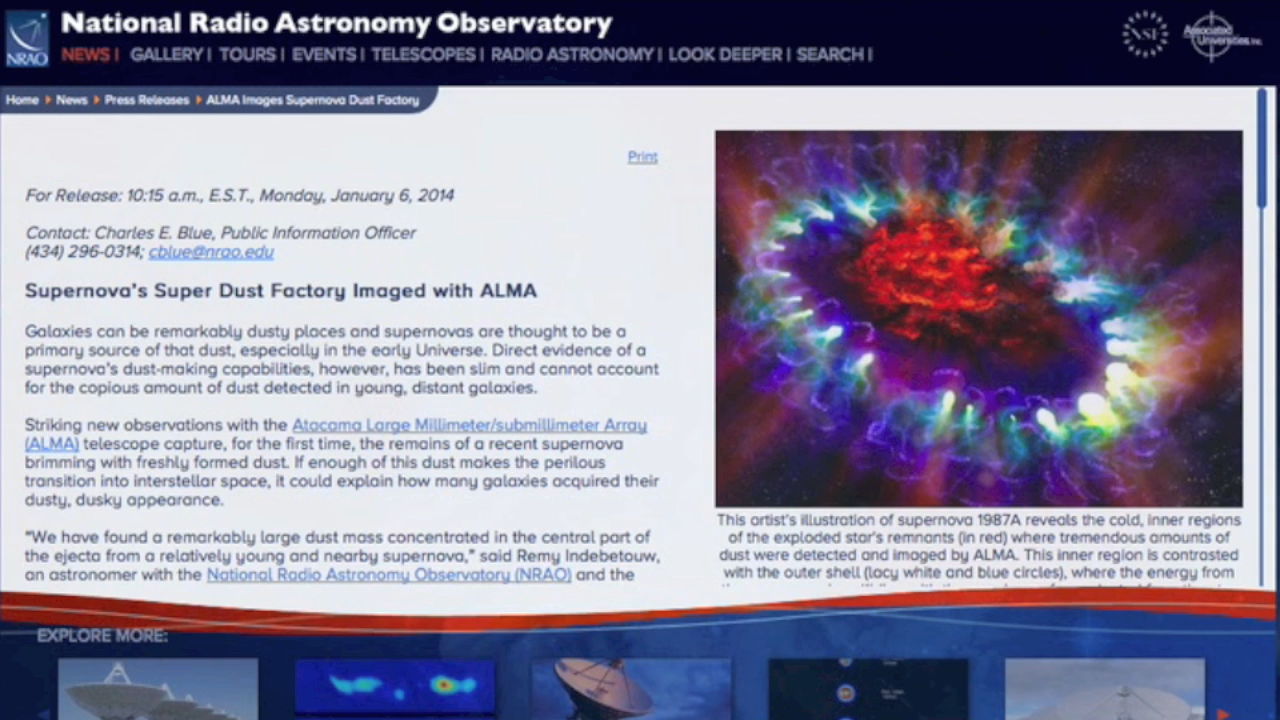 National Radio Astronomy Observatory
NRAO
NEWS | GALLERY | TOURS | EVENTS | TELESCOPES | RADIO ASTRONOMY | LOOK DEEPER | SEARCH |
NSF
Associated
Universities, Inc.
Home News Press Releases ALMA Images Supernova Dust Factory
Print
For Release: 10:15 a.m., E.S.T., Monday, January 6, 2014
Contact: Charles E. Blue, Public Information Officer
(434) 296-0314; cblue@nrao.edu
Supernova's Super Dust Factory Imaged with ALMA
Galaxies can be remarkably dusty places and supernovas are thought to be a
primary source of that dust, especially in the early Universe. Direct evidence of a
supernova's dust-making capabilities, however, has been slim and cannot account
for the copious amount of dust detected in young, distant galaxies.
Striking new observations with the Atacama Large Millimeter/submillimeter Array
(ALMA) telescope capture, for the first time, the remains of a recent supernova
brimming with freshly formed dust. If enough of this dust makes the perilous
transition into interstellar space, it could explain how many galaxies acquired their
dusty, dusky appearance.
"We have found a remarkably large dust mass concentrated in the central part of
the ejecta from a relatively young and nearby supernova," said Remy Indebetouw,
an astronomer with the National Radio Astronomy Observatory (NRAO) and the
This artist's illustration of supernova 1987A reveals the cold, inner regions
of the exploded star's remnants (in red) where tremendous amounts of
dust were detected and imaged by ALMA. This inner region is contrasted
with the outer shell (lacy white and blue circles), where the energy from
EXPLORE MORE: